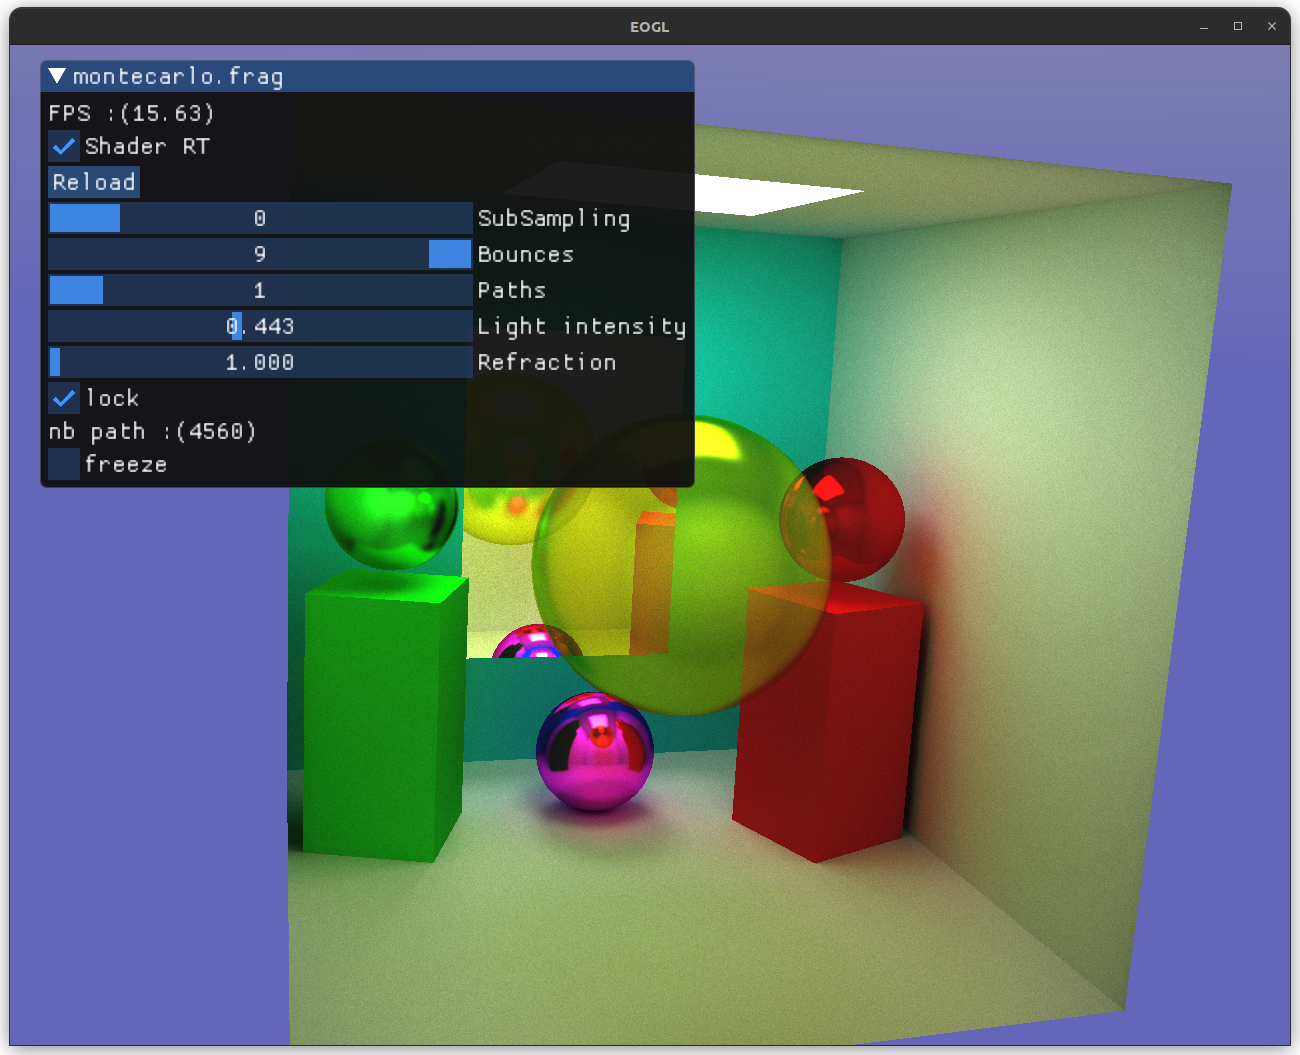 EOGL
montecarlo.frag
FPS :(15.63)
Shader RT
Reload
0 SubSampling
9 Bounces
1 Paths
0.443 Light intensity
1.000 Refraction
lock
nb path :(4560)
freeze